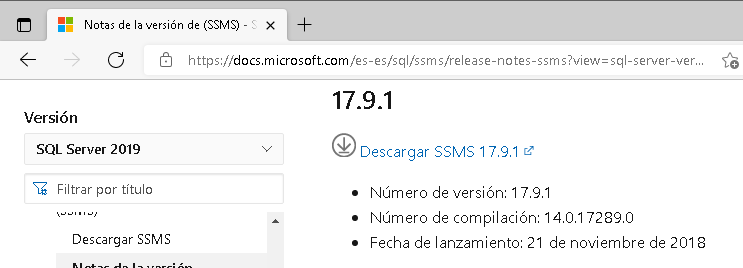 Notas de la versión de (SSMS) - S
https://docs.microsoft.com/es-es/sql/ssms/release-notes-ssms?view=sql-server-ver...
17.9.1
Versión
SQL Server 2019
Descargar SSMS 17.9.1
Filtrar por título
• Número de versión: 17.9.1
(SSMS)
• Número de compilación: 14.0.17289.0
Descargar SSMS
• Fecha de lanzamiento: 21 de noviembre de 2018
Notas de la versión